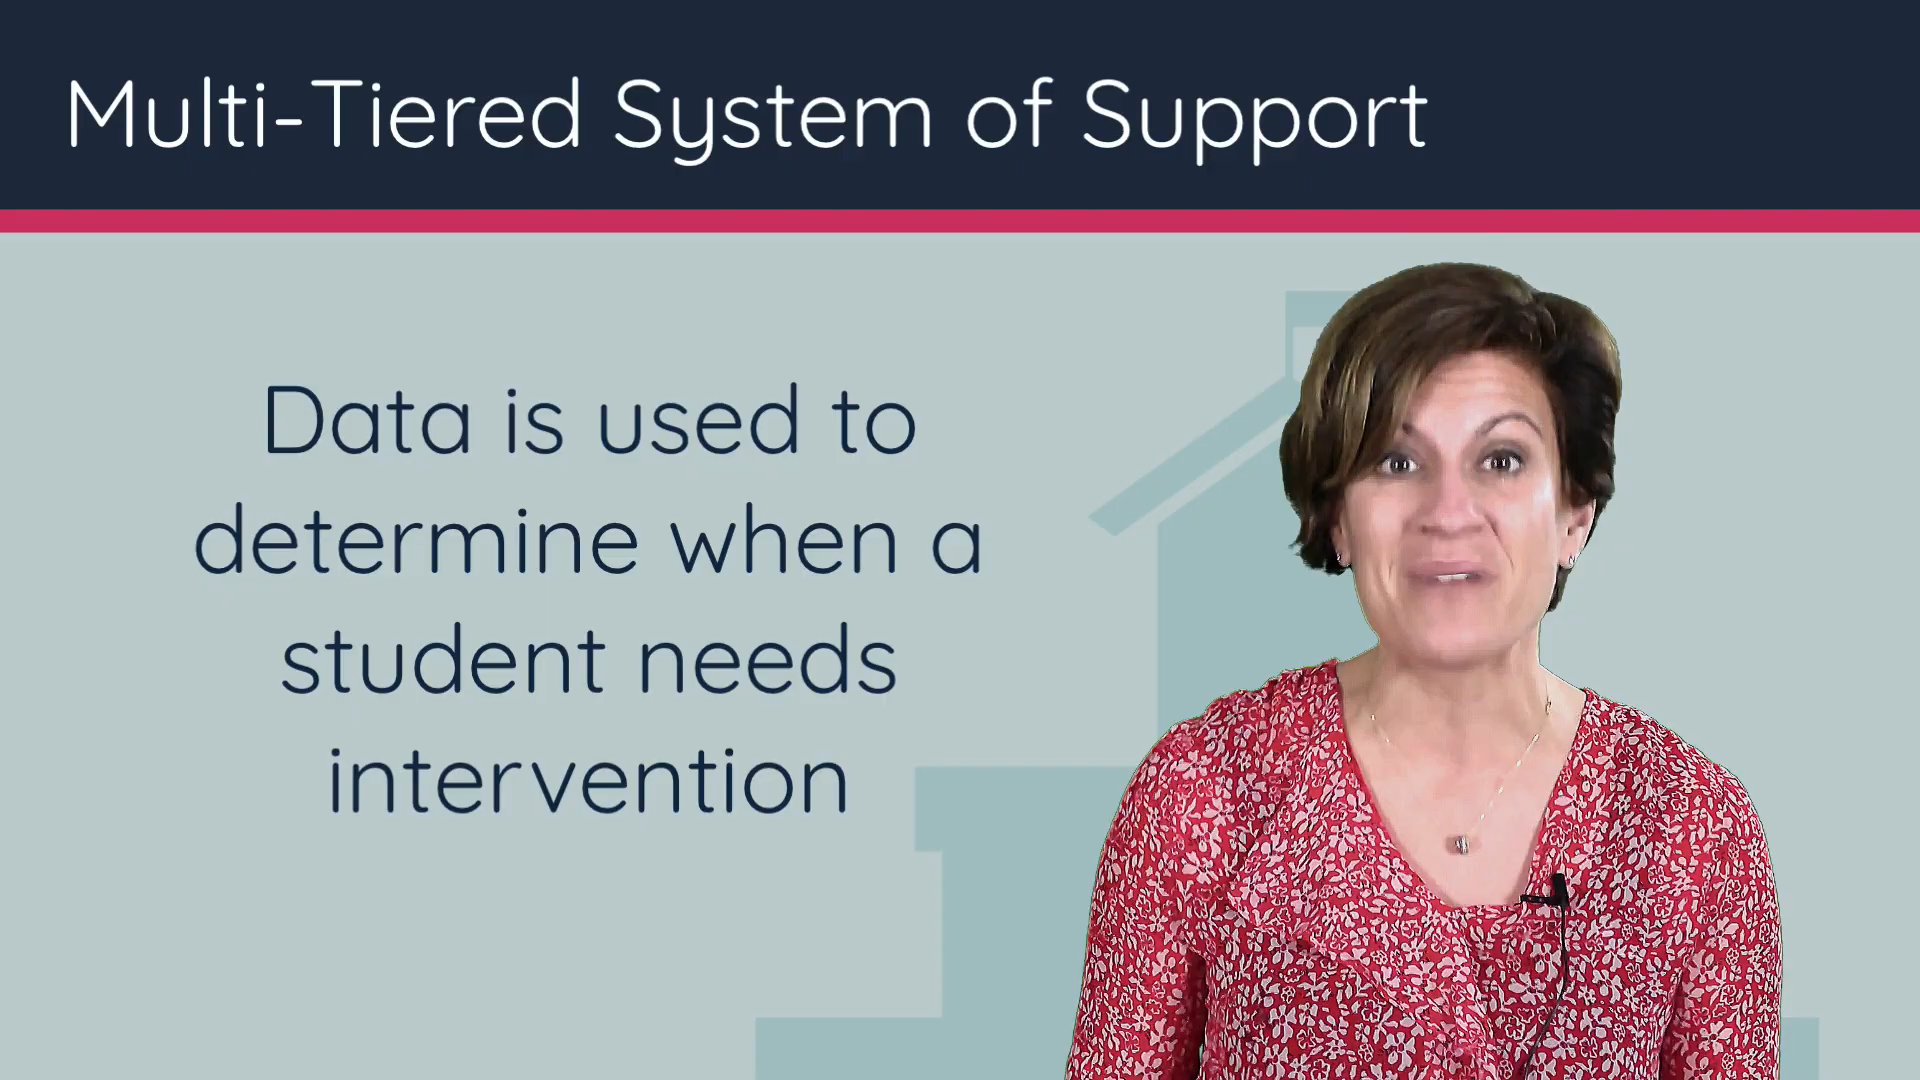 Multi-Tiered System of Support
Data is used to
determine when a
student needs
intervention